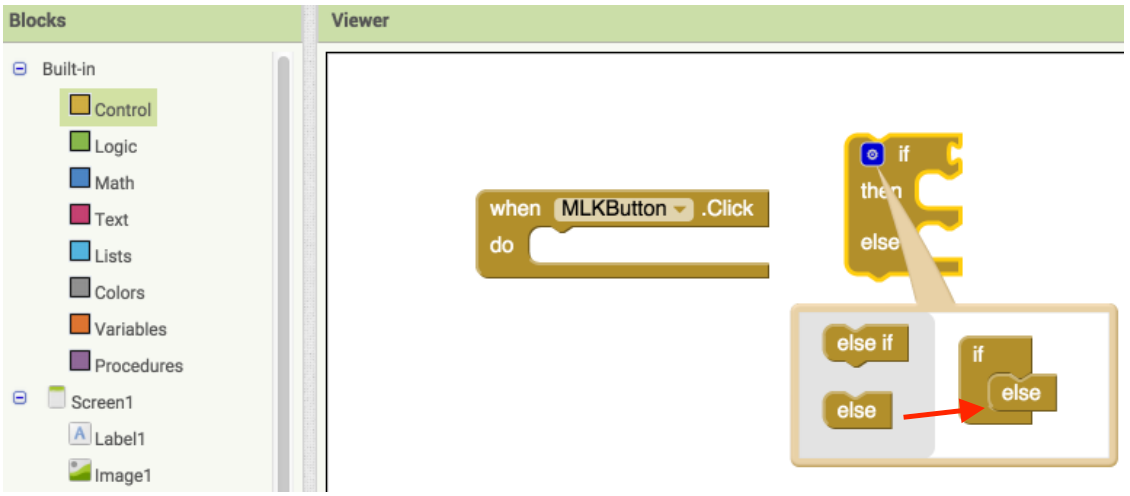 Blocks
Viewer
Built-in
Control
Logic
Math
Text
Lists
Colors
Variables
Procedures
Screen1
Label1
Image1
when MLKButton .Click
do
if
then
else
else if
else
if
else